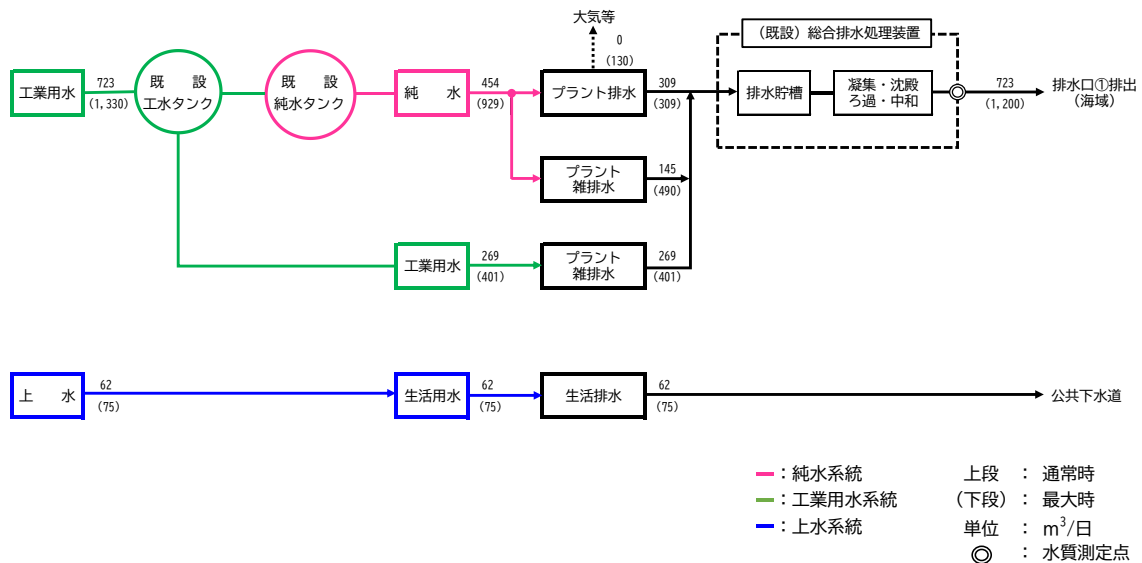 大気等
0
(130)
(既設)総合排水処理装置
工業用水
723
(1,330)
既 設
工水タンク
既 設
純水タンク
純 水
454
(929)
プラント排水
309
(309)
排水貯槽
凝集・沈殿
ろ過・中和
723
(1,200)
排水口①排出
(海域)
プラント
雑排水
145
(490)
工業用水
269
(401)
プラント
雑排水
269
(401)
上 水
62
(75)
生活用水
62
(75)
生活排水
62
(75)
公共下水道
:純水系統
:工業用水系統
:上水系統
上段 : 通常時
(下段) : 最大時
単位 : m³/日
◎ : 水質測定点